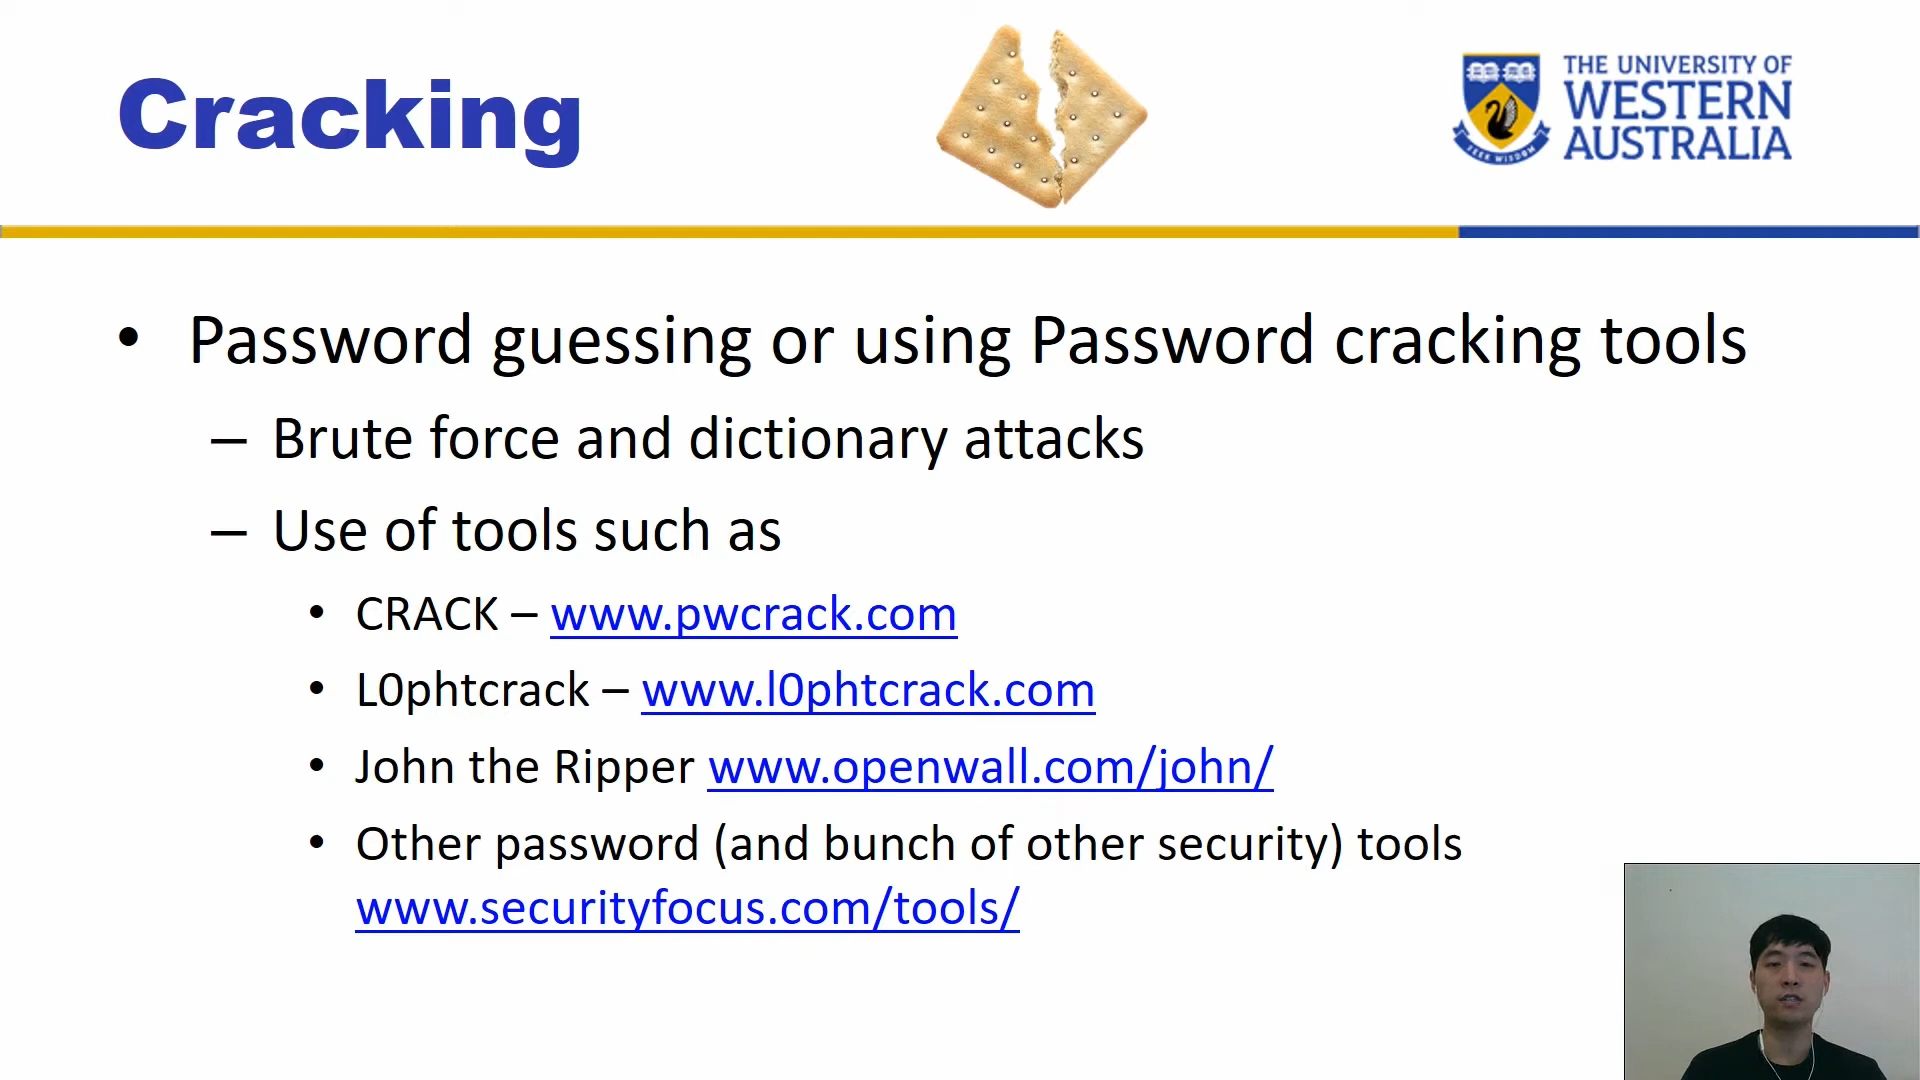 Cracking
THE UNIVERSITY OF
WESTERN
AUSTRALIA
SEEK WISDOM
• Password guessing or using Password cracking tools
– Brute force and dictionary attacks
– Use of tools such as
• CRACK – www.pwcrack.com
• L0phtcrack – www.l0phtcrack.com
• John the Ripper www.openwall.com/john/
• Other password (and bunch of other security) tools
www.securityfocus.com/tools/